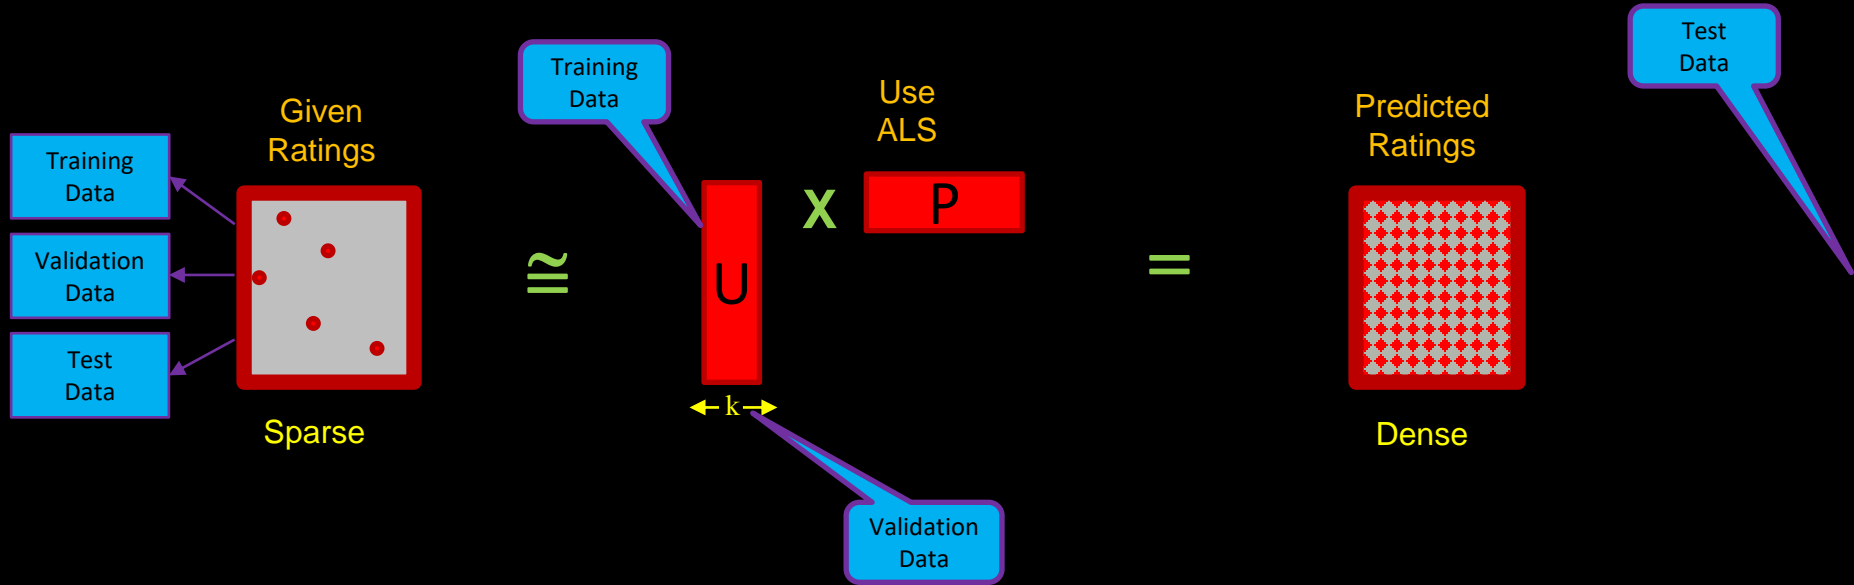 Training
Data
Validation
Data
Test
Data
Given
Ratings
Sparse
≅
Training
Data
U
k
Validation
Data
X
Use
ALS
P
=
Predicted
Ratings
Dense
Test
Data